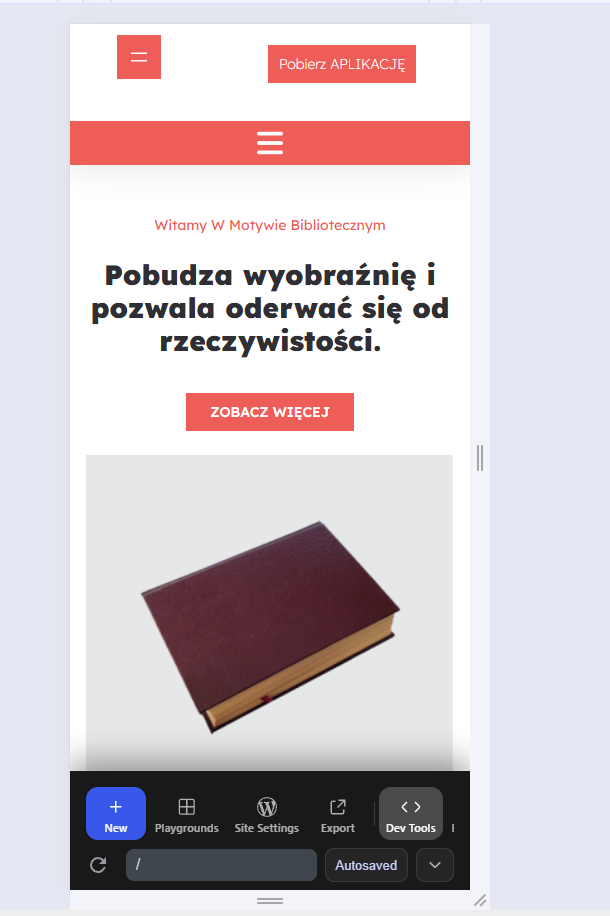 Pobierz APLIKACJĘ
Witamy W Motywie Bibliotecznym
Pobudza wyobraźnię i
pozwala oderwać się od
rzeczywistości.
ZOBACZ WIĘCEJ
New Playgrounds Site Settings Export Dev Tools
/ Autosaved